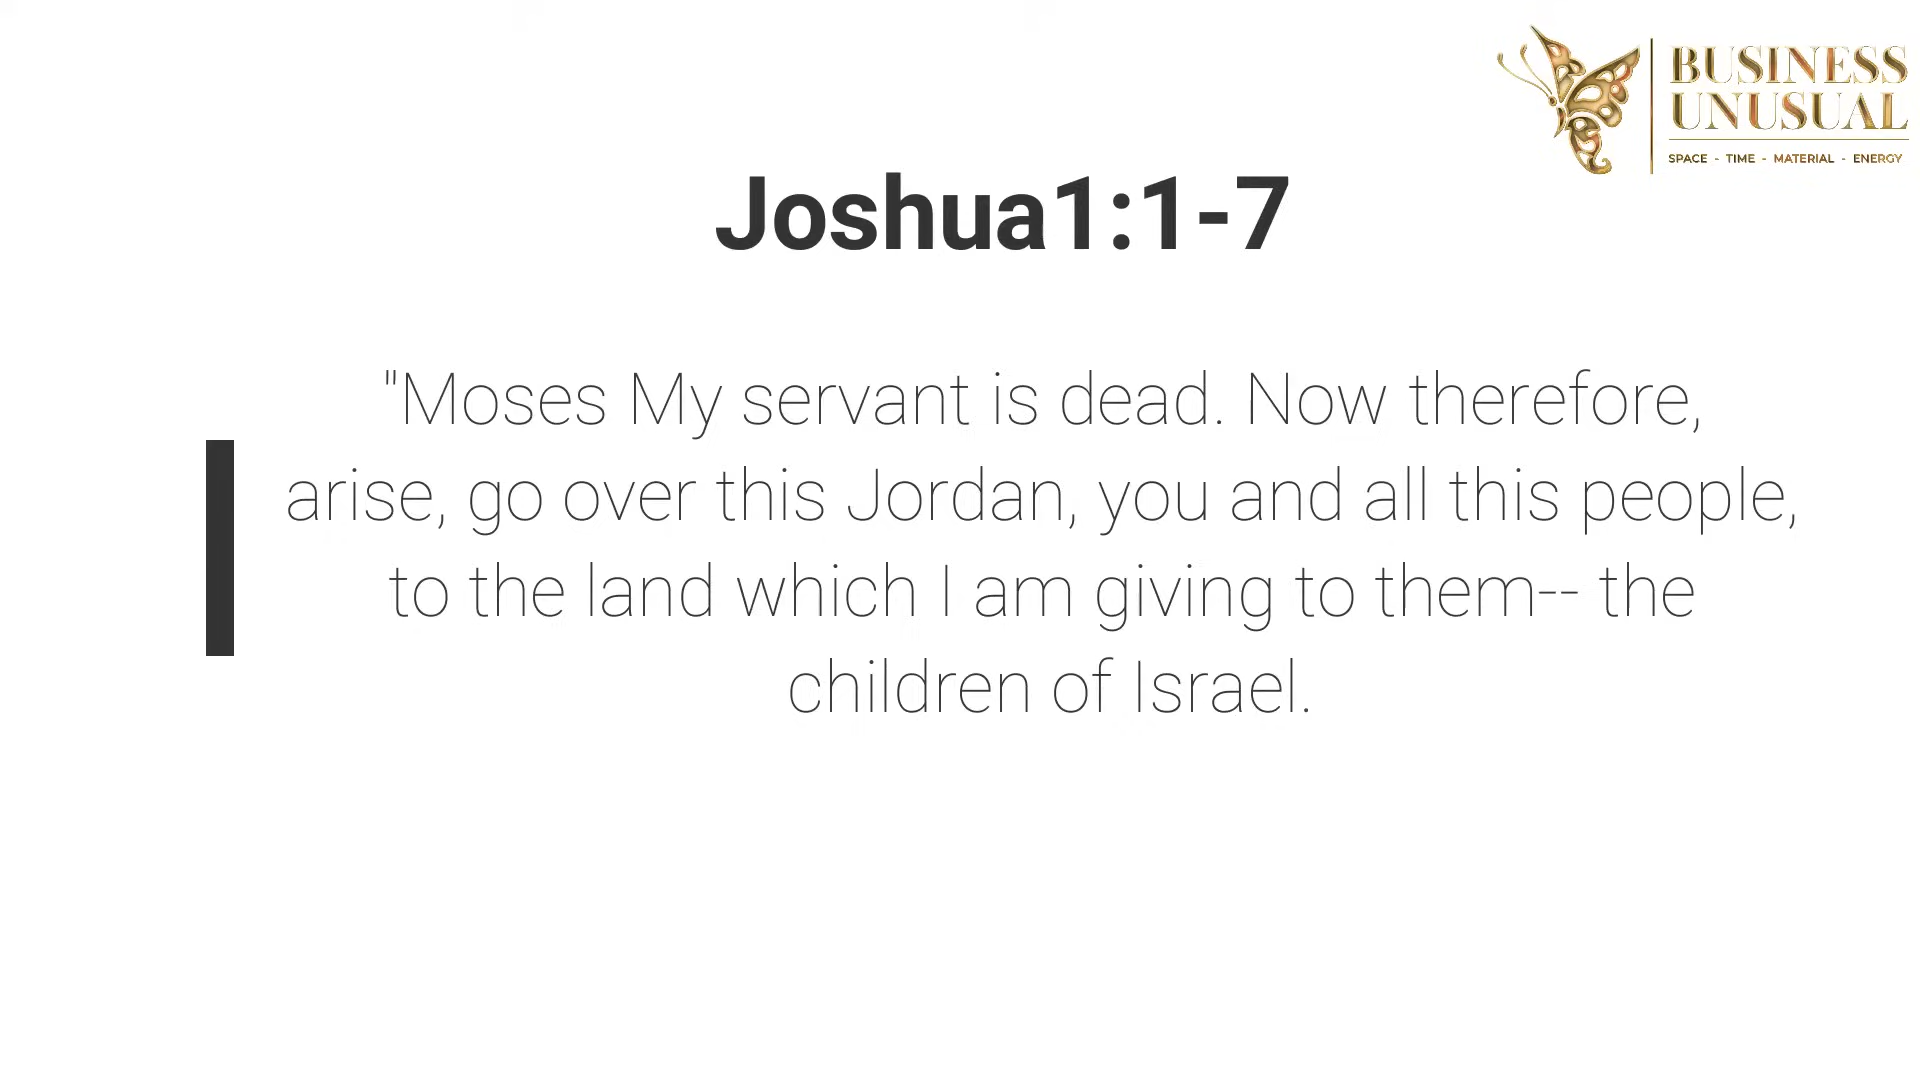 BUSINESS
UNUSUAL
SPACE - TIME - MATERIAL - ENERGY
Joshua1:1-7
"Moses My servant is dead. Now therefore,
arise, go over this Jordan, you and all this people,
to the land which I am giving to them-- the
children of Israel.